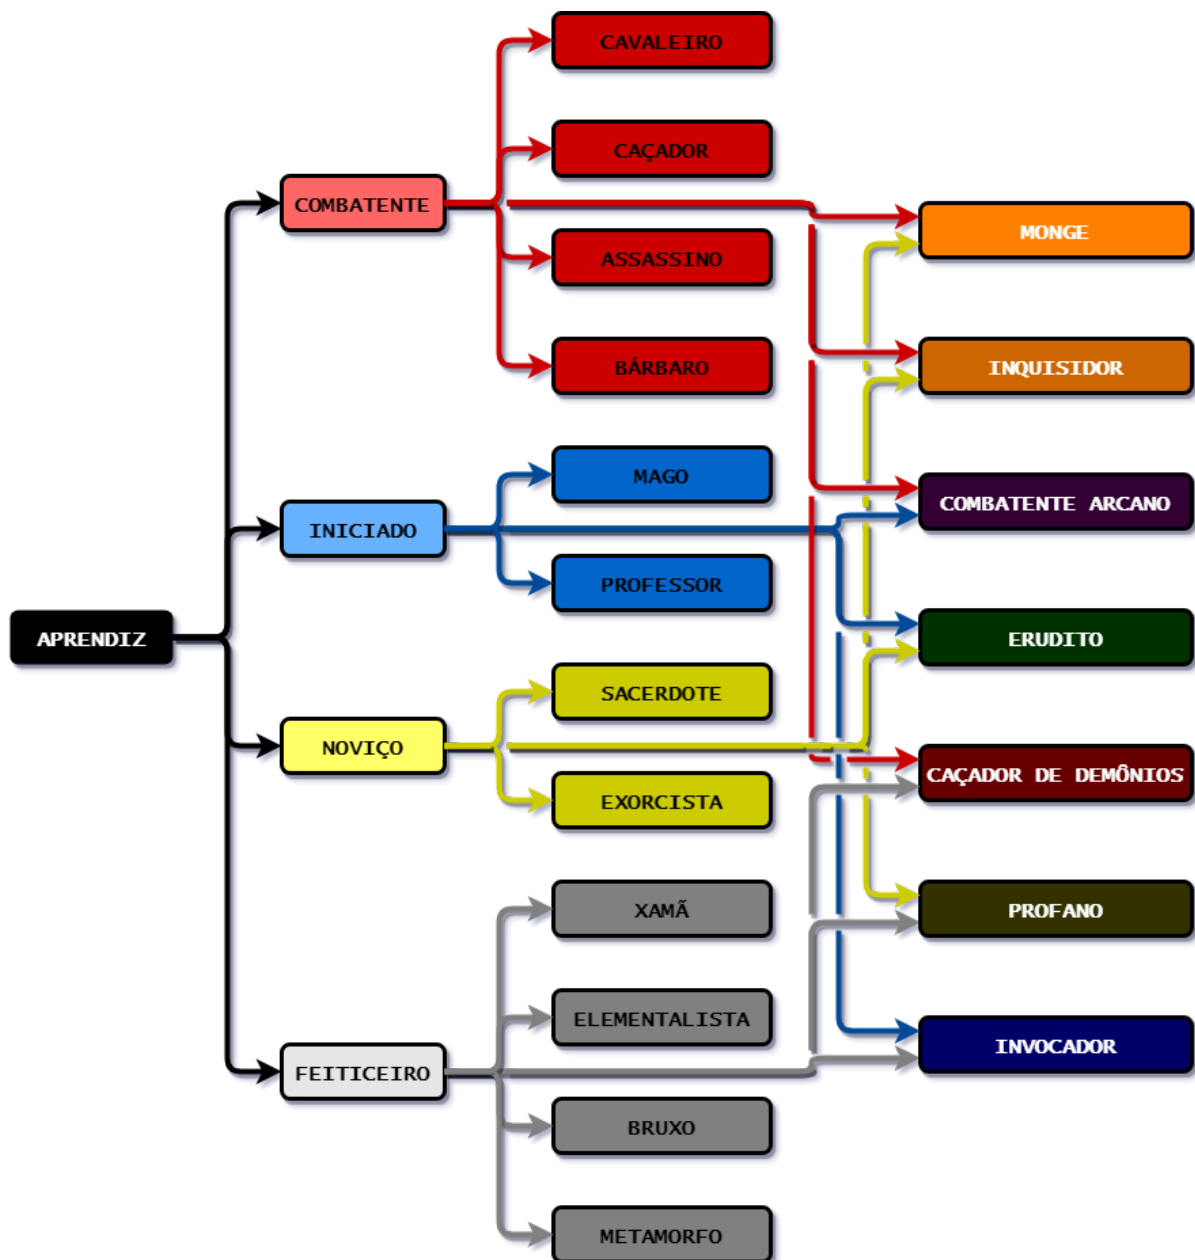 APRENDIZ
COMBATENTE
INICIADO
NOVIÇO
FEITICEIRO
CAVALEIRO
CAÇADOR
ASSASSINO
BÁRBARO
MAGO
PROFESSOR
SACERDOTE
EXORCISTA
XAMÃ
ELEMENTALISTA
BRUXO
METAMORFO
MONGE
INQUISIDOR
COMBATENTE ARCANO
ERUDITO
CAÇADOR DE DEMÔNIOS
PROFANO
INVOCADOR